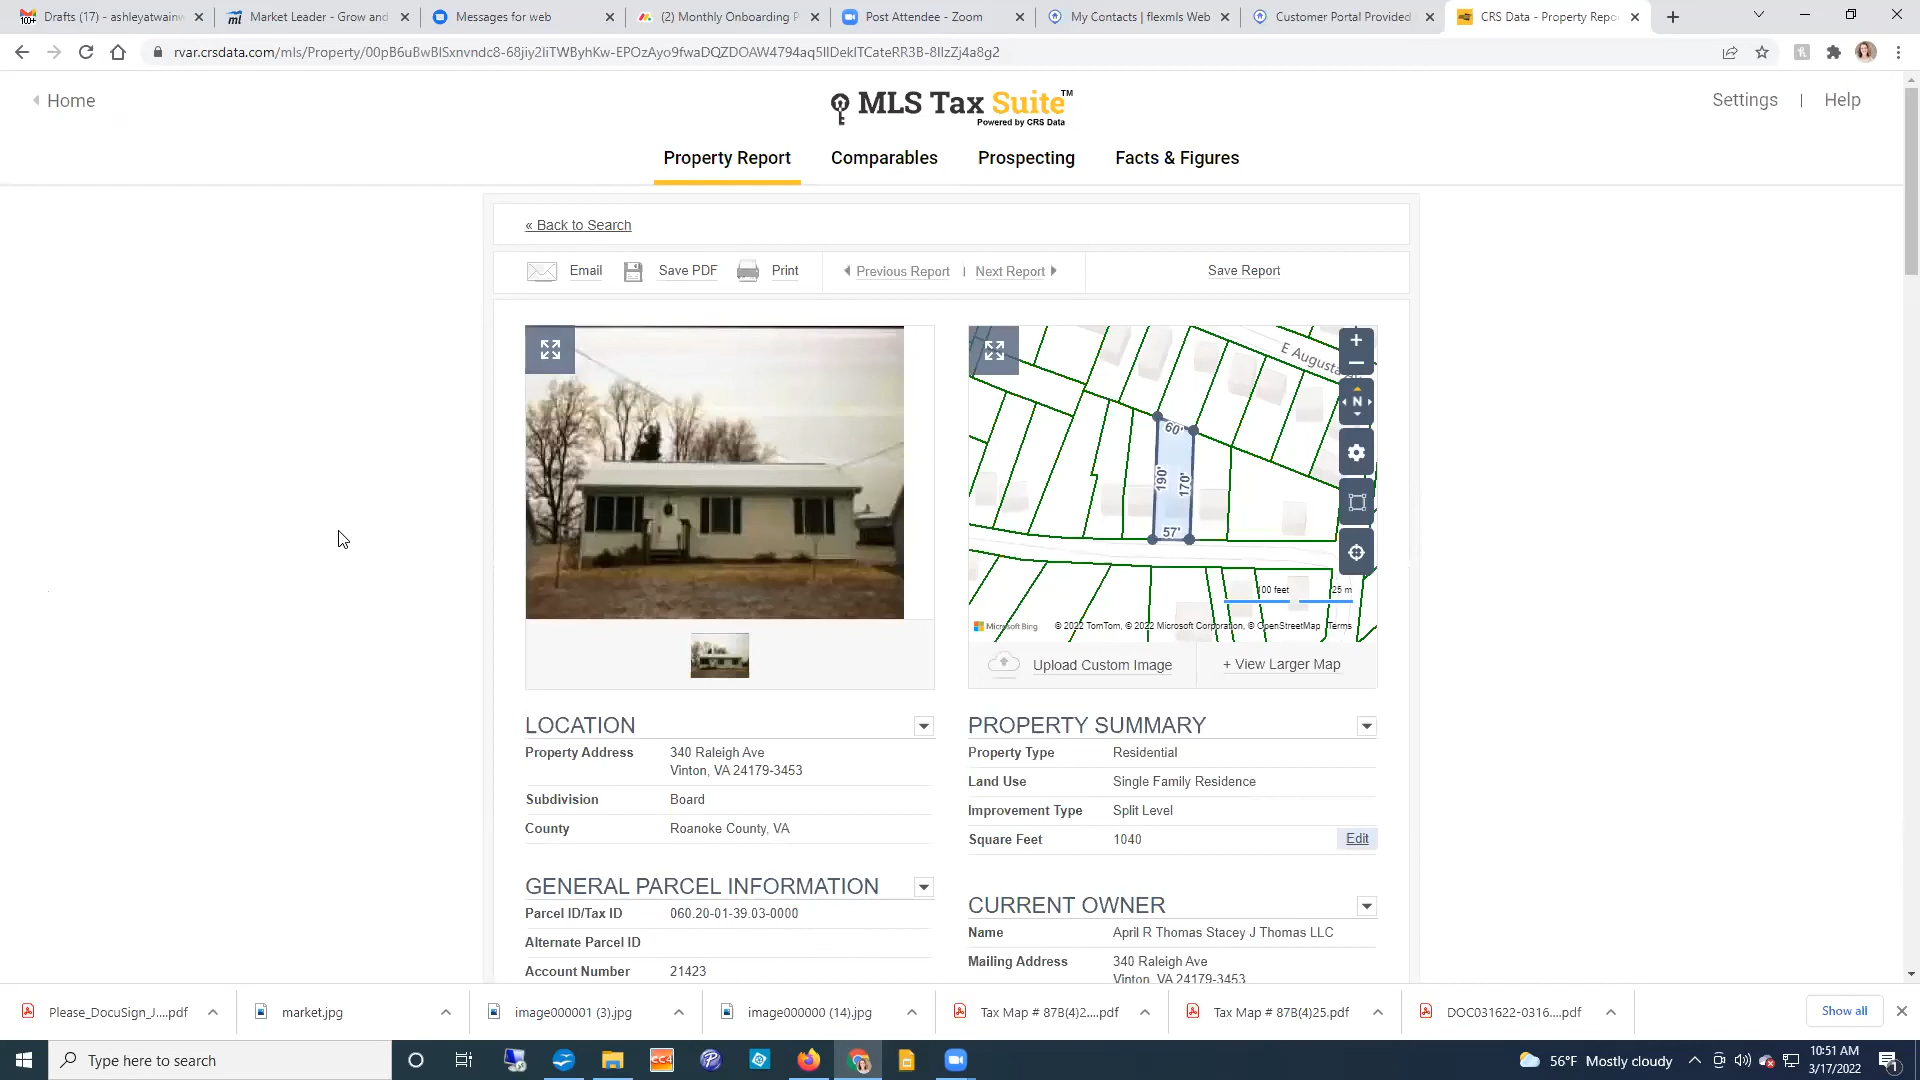 Drafts (17) - ashleyatwainw
Market Leader - Grow and
Messages for web
(2) Monthly Onboarding P
Post Attendee - Zoom
My Contacts | flexmls Web
Customer Portal Provided
CRS Data - Property Repo
rvar.crsdata.com/mls/Property/00pB6uBwBlSxnvndc8-68jiy2IiTWByhKw-EPOzAyo9fwaDQZDOAW4794aq5IlDekITCateRR3B-8IIzZj4a8g2
Home
MLS Tax Suite™
Powered by CRS Data
Settings | Help
Property Report
Comparables
Prospecting
Facts & Figures
« Back to Search
Email
Save PDF
Print
Previous Report | Next Report
Save Report
E Augusta
N
60'
190'
170'
57'
100 feet
25 m
Microsoft Bing
© 2022 TomTom, © 2022 Microsoft Corporation, © OpenStreetMap Terms
Upload Custom Image
+ View Larger Map
LOCATION
Property Address 340 Raleigh Ave
Vinton, VA 24179-3453
Subdivision Board
County Roanoke County, VA
GENERAL PARCEL INFORMATION
Parcel ID/Tax ID 060.20-01-39.03-0000
Alternate Parcel ID
Account Number 21423
PROPERTY SUMMARY
Property Type Residential
Land Use Single Family Residence
Improvement Type Split Level
Square Feet 1040 Edit
CURRENT OWNER
Name April R Thomas Stacey J Thomas LLC
Mailing Address 340 Raleigh Ave
Vinton, VA 24179-3453
Please_DocuSign_J....pdf
market.jpg
image000001 (3).jpg
image000000 (14).jpg
Tax Map # 87B(4)2....pdf
Tax Map # 87B(4)25.pdf
DOC031622-0316....pdf
Show all
Type here to search
CC4
56°F Mostly cloudy
10:51 AM
3/17/2022
1